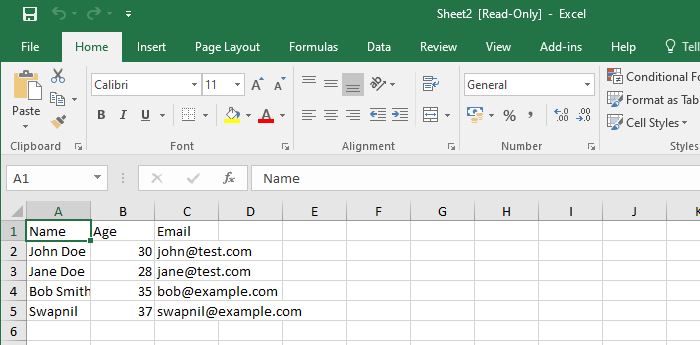 Sheet2 [Read-Only] - Excel
File Home Insert Page Layout Formulas Data Review View Add-ins Help Tell
Calibri 11 A A General Conditional Fo
Paste Format as Tab
B I U A % , .00 Cell Styles
Clipboard Font Alignment Number Styles
A1 fx Name
A B C D E F G H I J K
1 Name Age Email
2 John Doe 30 john@test.com
3 Jane Doe 28 jane@test.com
4 Bob Smith 35 bob@example.com
5 Swapnil 37 swapnil@example.com
6